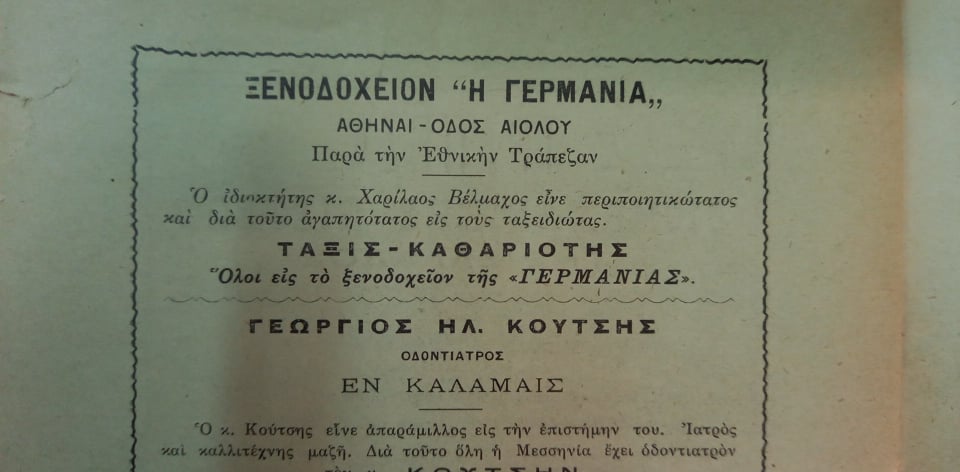 ΞΕΝΟΔΟΧΕΙΟΝ "Η ΓΕΡΜΑΝΙΑ„
ΑΘΗΝΑΙ - ΟΔΟΣ ΑΙΟΛΟΥ
Παρὰ τὴν Ἐθνικὴν Τράπεζαν
Ὁ ἰδιοκτήτης κ. Χαρίλαος Βέλμαχος εἶνε περιποιητικώτατος
καὶ διὰ τοῦτο ἀγαπητότατος εἰς τοὺς ταξειδιώτας.
ΤΑΞΙΣ - ΚΑΘΑΡΙΟΤΗΣ
Ὅλοι εἰς τὸ ξενοδοχεῖον τῆς «ΓΕΡΜΑΝΙΑΣ».
ΓΕΩΡΓΙΟΣ ΗΛ. ΚΟΥΤΣΗΣ
ΟΔΟΝΤΙΑΤΡΟΣ
ΕΝ ΚΑΛΑΜΑΙΣ
Ὁ κ. Κούτσης εἶνε ἀπαράμιλλος εἰς τὴν ἐπιστήμην του. Ἰατρὸς
καὶ καλλιτέχνης μαζῆ. Διὰ τοῦτο ὅλη ἡ Μεσσηνία ἔχει ὁδοντιατρὸν
ΚΟΥΤΣΗΝ